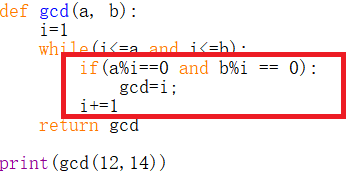 def gcd(a, b):
    i=1
    while(i<=a and i<=b):
        if(a%i==0 and b%i == 0):
            gcd=i;
        i+=1
    return gcd

print(gcd(12,14))